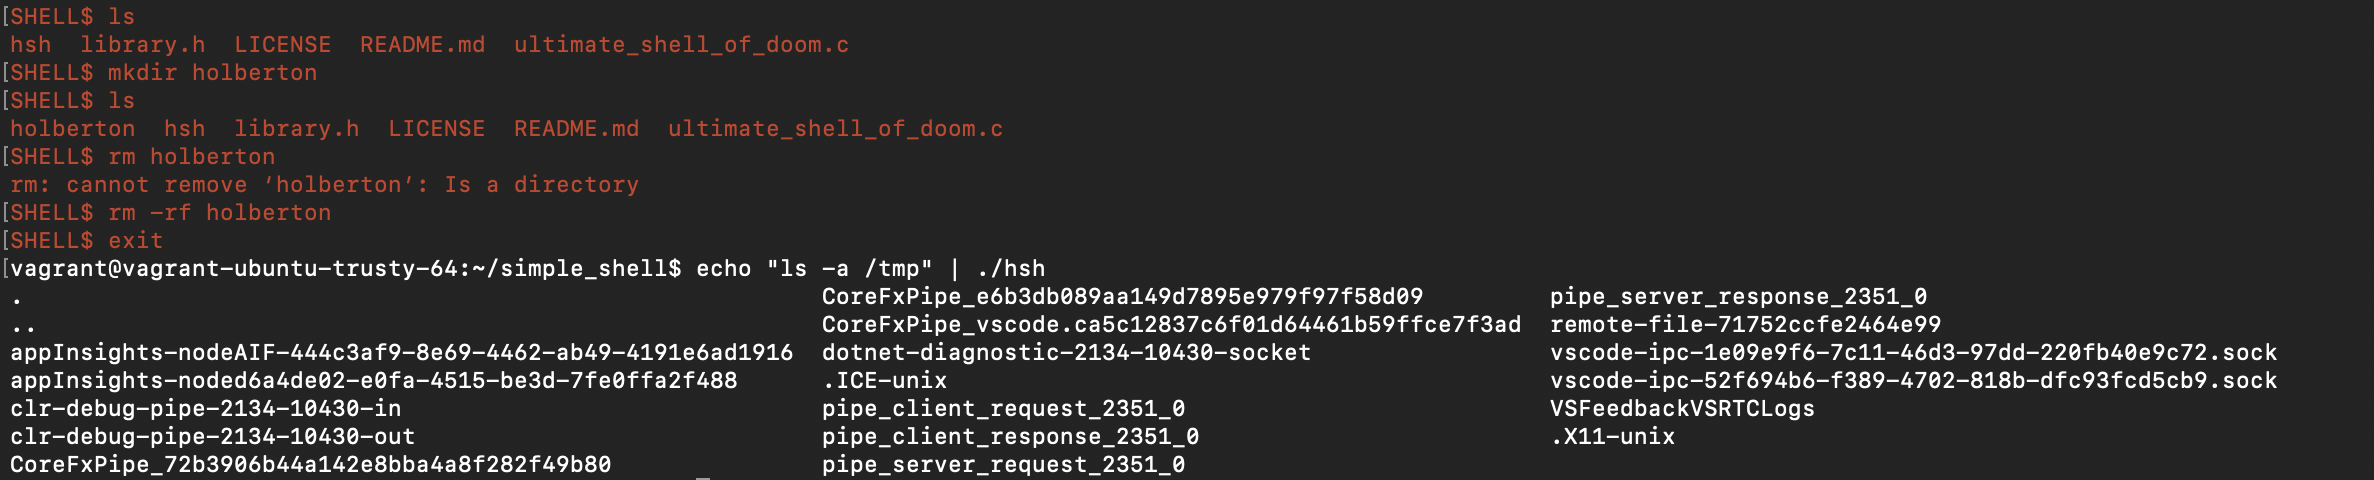 [SHELL$ ls
hsh  library.h  LICENSE  README.md  ultimate_shell_of_doom.c
[SHELL$ mkdir holberton
[SHELL$ ls
holberton  hsh  library.h  LICENSE  README.md  ultimate_shell_of_doom.c
[SHELL$ rm holberton
rm: cannot remove ‘holberton’: Is a directory
[SHELL$ rm -rf holberton
[SHELL$ exit
[vagrant@vagrant-ubuntu-trusty-64:~/simple_shell$ echo "ls -a /tmp" | ./hsh
.  CoreFxPipe_e6b3db089aa149d7895e979f97f58d09  pipe_server_response_2351_0
..  CoreFxPipe_vscode.ca5c12837c6f01d64461b59ffce7f3ad  remote-file-71752ccfe2464e99
appInsights-nodeAIF-444c3af9-8e69-4462-ab49-4191e6ad1916  dotnet-diagnostic-2134-10430-socket  vscode-ipc-1e09e9f6-7c11-46d3-97dd-220fb40e9c72.sock
appInsights-noded6a4de02-e0fa-4515-be3d-7fe0ffa2f488  .ICE-unix  vscode-ipc-52f694b6-f389-4702-818b-dfc93fcd5cb9.sock
clr-debug-pipe-2134-10430-in  pipe_client_request_2351_0  VSFeedbackVSRTCLogs
clr-debug-pipe-2134-10430-out  pipe_client_response_2351_0  .X11-unix
CoreFxPipe_72b3906b44a142e8bba4a8f282f49b80  pipe_server_request_2351_0